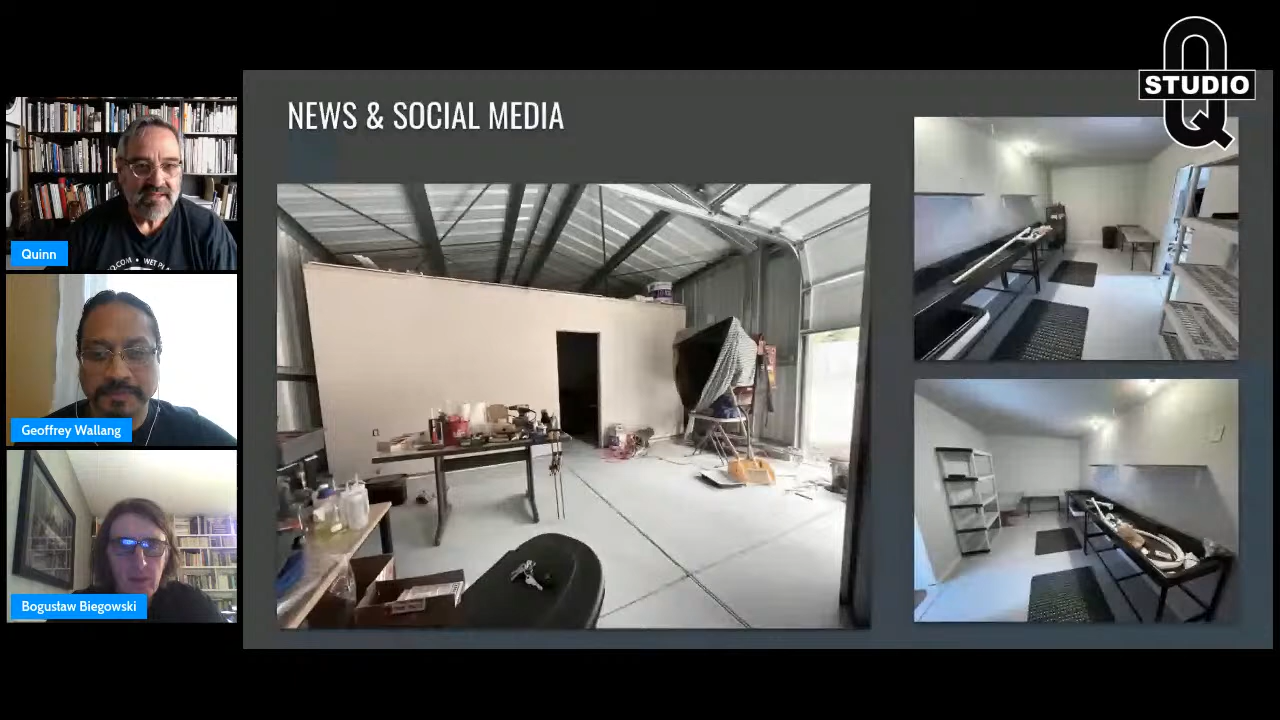 STUDIO
Q
NEWS & SOCIAL MEDIA
Quinn
Geoffrey Wallang
Bogusław Biegowski